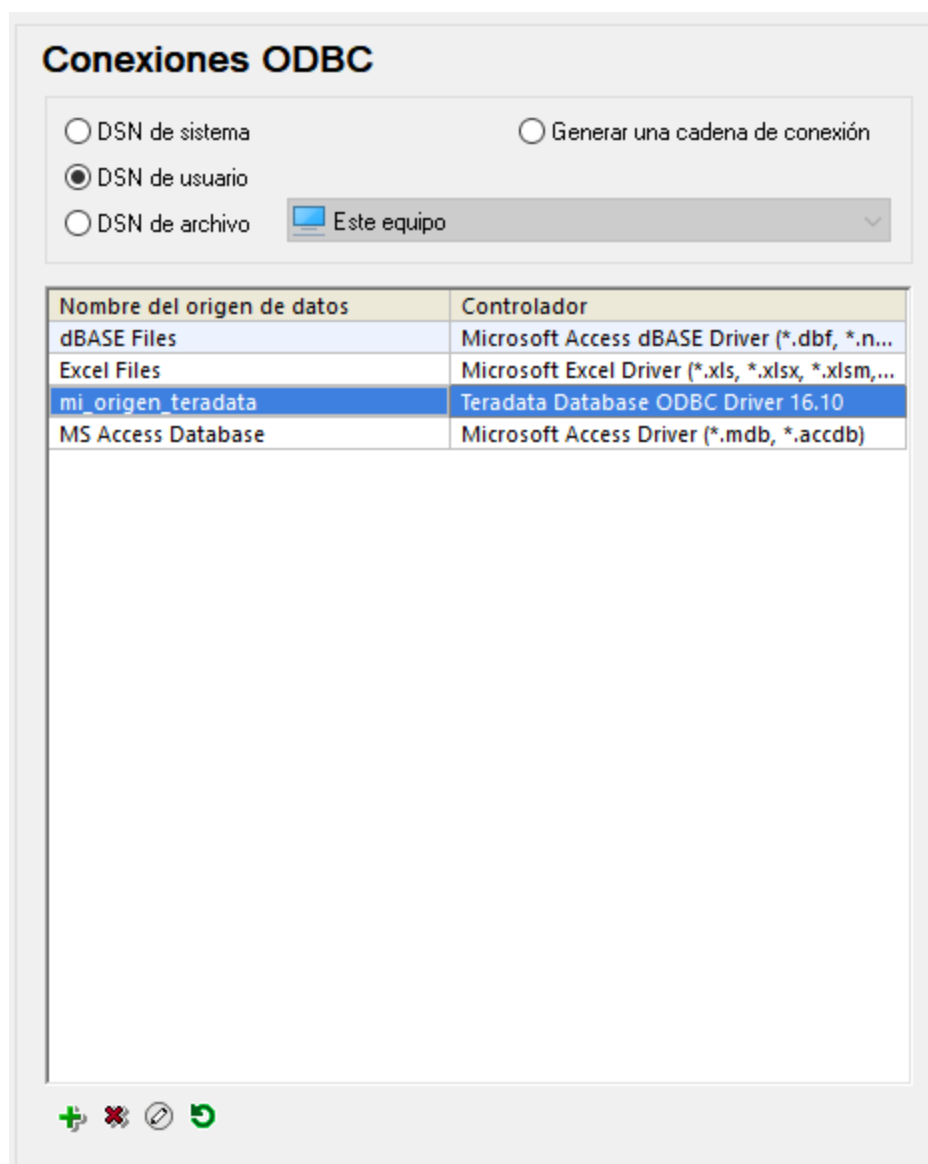 Conexiones ODBC
DSN de sistema
Generar una cadena de conexión
DSN de usuario
DSN de archivo
Este equipo
Nombre del origen de datos Controlador
dBASE Files Microsoft Access dBASE Driver (*.dbf, *.n...
Excel Files Microsoft Excel Driver (*.xls, *.xlsx, *.xlsm,...
mi_origen_teradata Teradata Database ODBC Driver 16.10
MS Access Database Microsoft Access Driver (*.mdb, *.accdb)